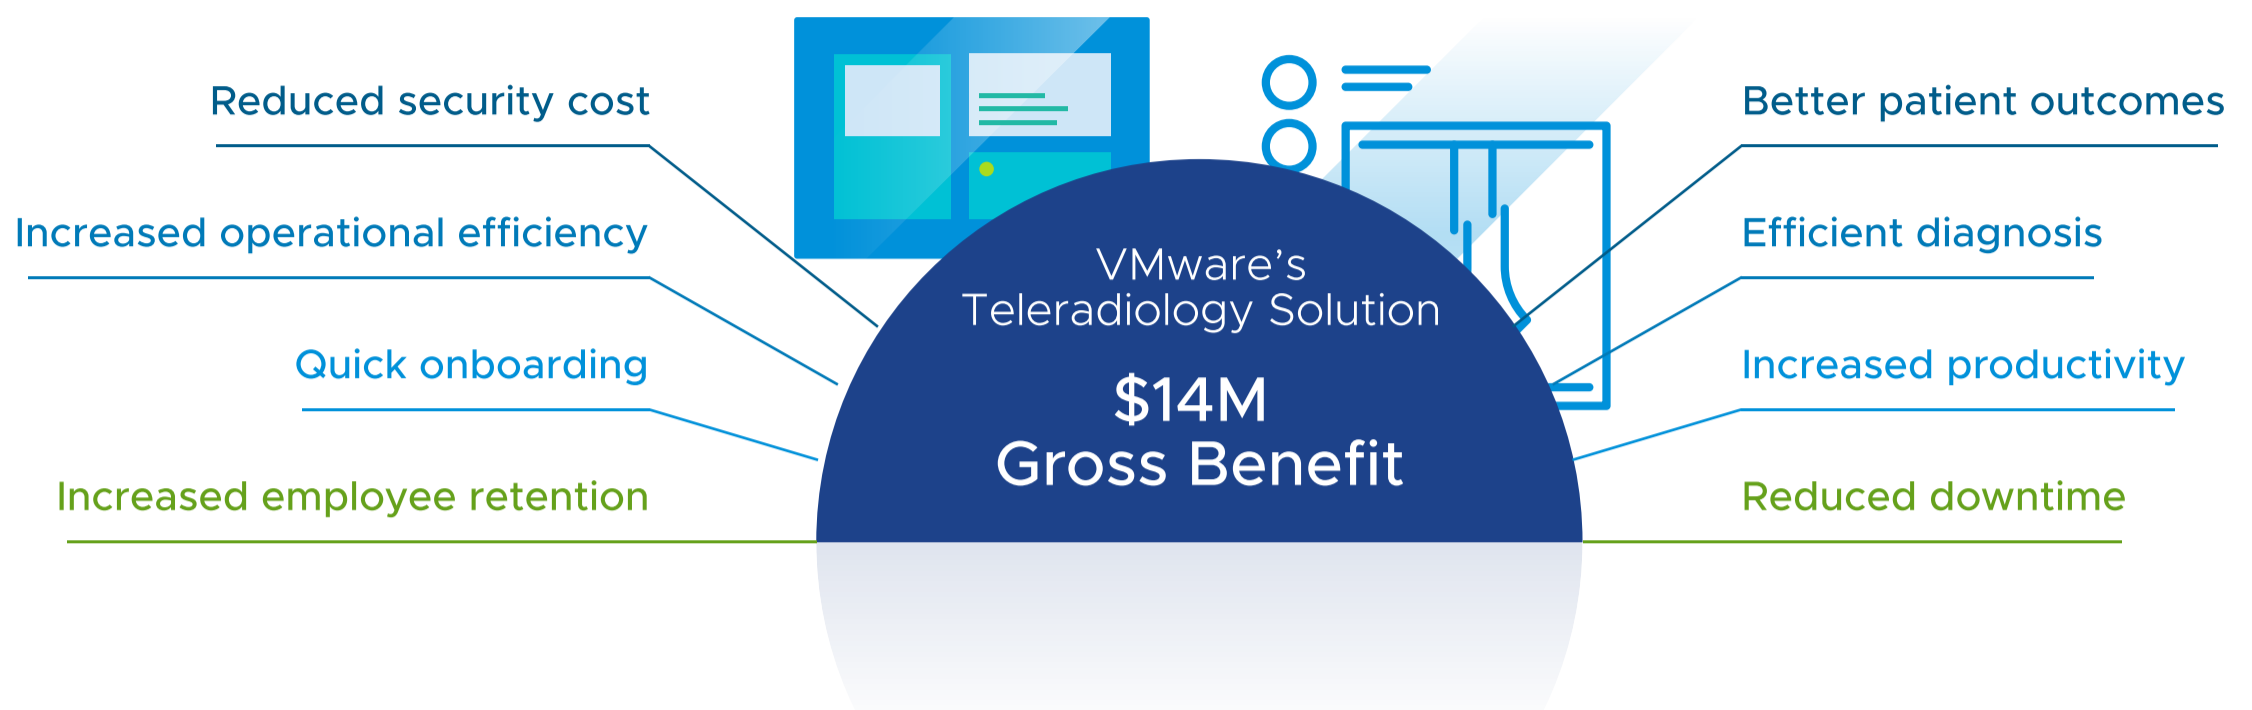 Reduced security cost
Increased operational efficiency
Quick onboarding
Increased employee retention
VMware’s
Teleradiology Solution
$14M
Gross Benefit
Better patient outcomes
Efficient diagnosis
Increased productivity
Reduced downtime